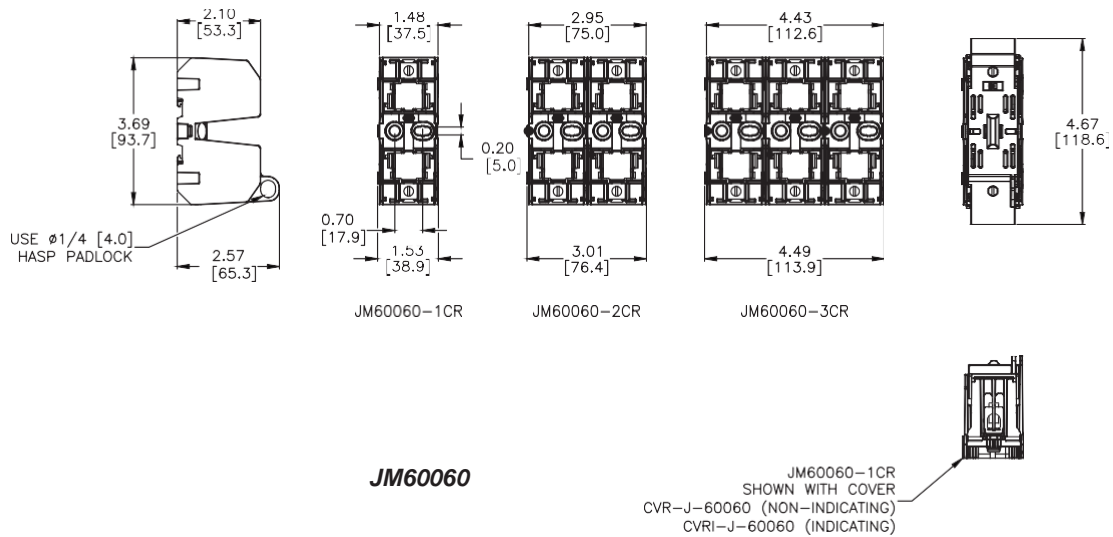 2.10
[53.3]
1.48
[37.5]
2.95
[75.0]
4.43
[112.6]
3.69
[93.7]
4.67
[118.6]
0.20
[5.0]
0.70
[17.9]
USE ø1/4 [4.0]
HASP PADLOCK
2.57
[65.3]
1.53
[38.9]
3.01
[76.4]
4.49
[113.9]
JM60060-1CR
JM60060-2CR
JM60060-3CR
JM60060
JM60060-1CR
SHOWN WITH COVER
CVR-J-60060 (NON-INDICATING)
CVRI-J-60060 (INDICATING)